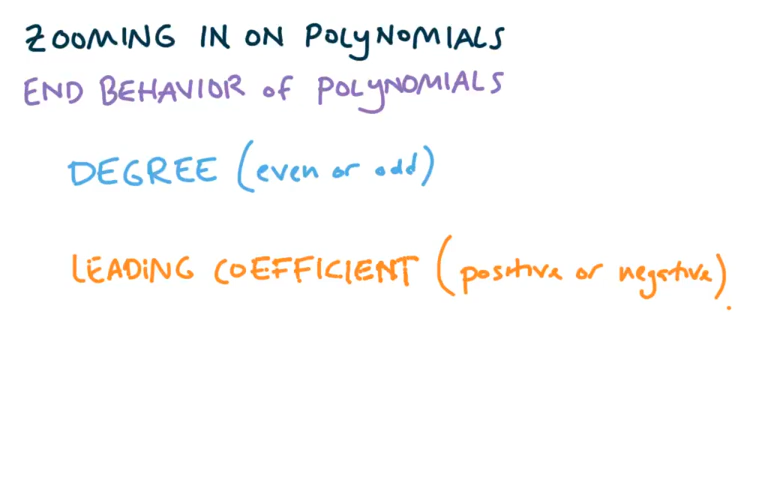 ZOOMING IN ON POLYNOMIALS
END BEHAVIOR of POLYNOMIALS
DEGREE (even or odd)
LEADING COEFFICIENT (positive or negative)